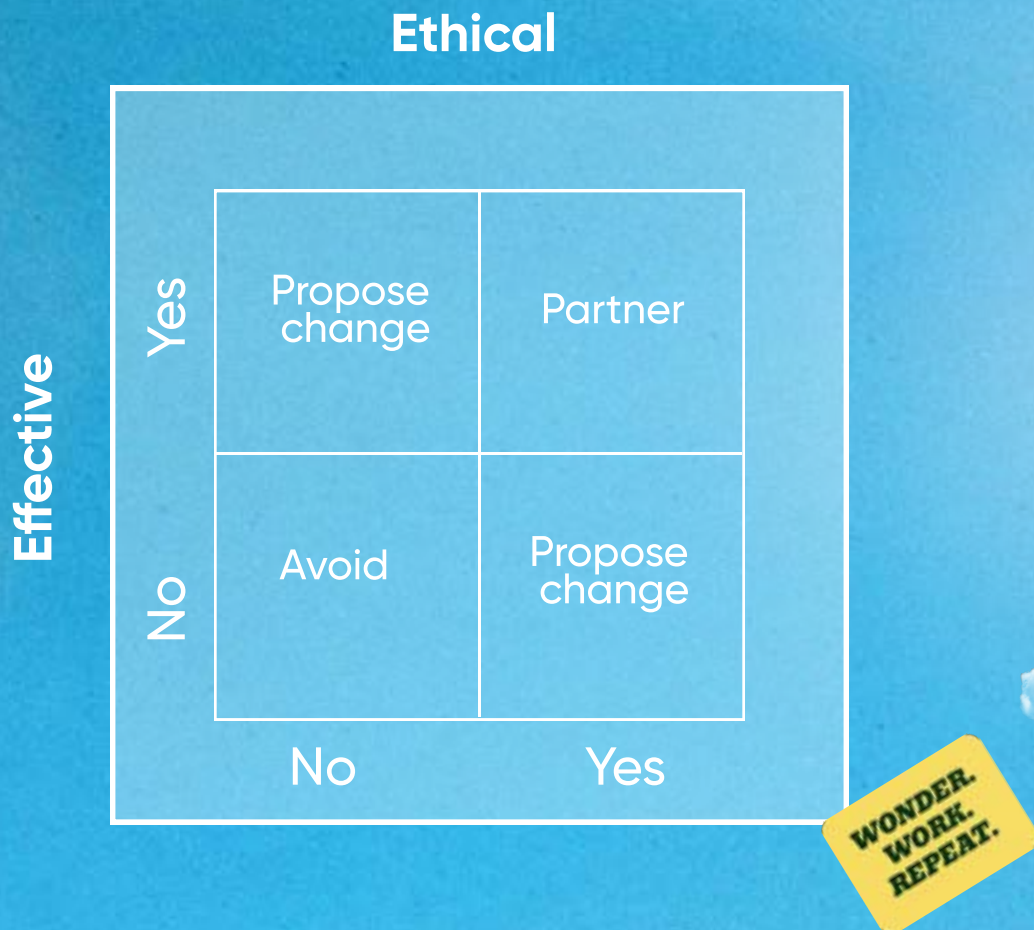 Ethical
Yes
Propose
change
Partner
Effective
No
Avoid
Propose
change
No
Yes
WONDER.
WORK.
REPEAT.